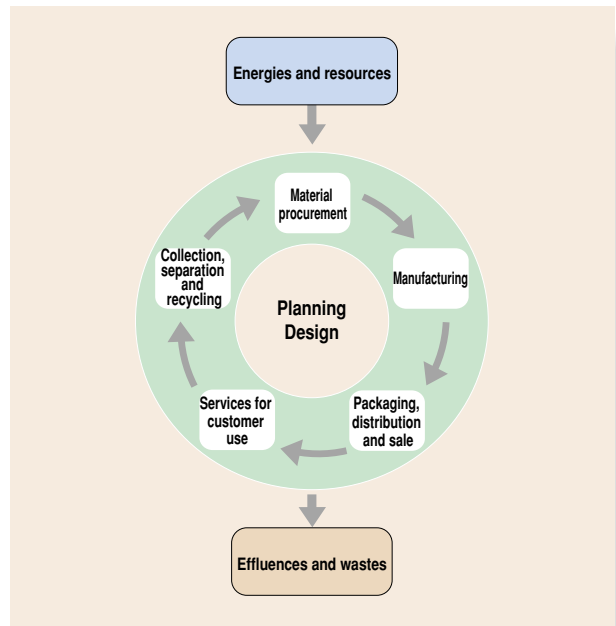 Energies and resources
Material
procurement
Manufacturing
Packaging,
distribution
and sale
Services for
customer
use
Collection,
separation
and
recycling
Planning
Design
Effluences and wastes